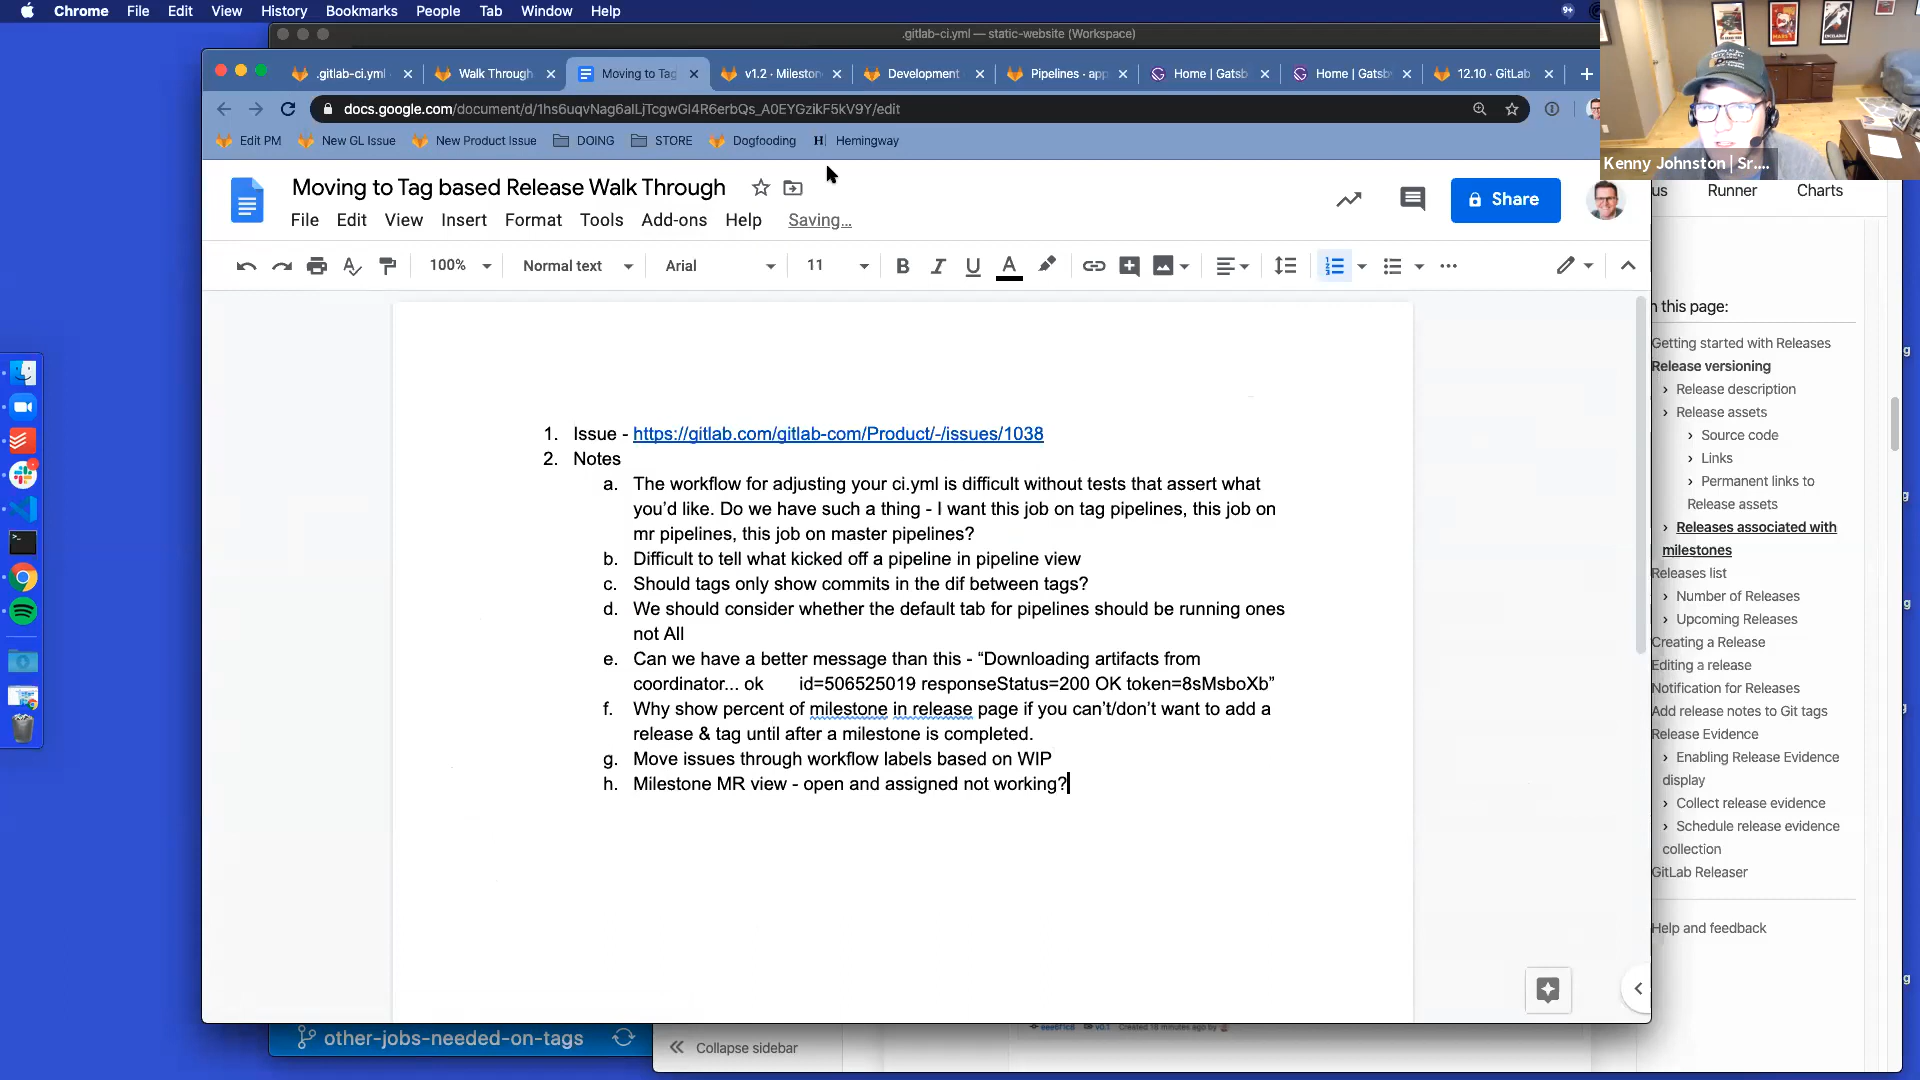 Chrome File Edit View History Bookmarks People Tab Window Help
.gitlab-ci.yml — static-website (Workspace)
.gitlab-ci.yml
Walk Through
Moving to Tag
v1.2 · Mileston
Development
Pipelines · app
Home | Gatsb
Home | Gatsb
12.10 · GitLab
docs.google.com/document/d/1hs6uqvNag6alLjTcgwGl4R6erbQs_A0EYGzikF5kV9Y/edit
Edit PM New GL Issue New Product Issue DOING STORE Dogfooding Hemingway
Kenny Johnston | Sr....
Moving to Tag based Release Walk Through
File Edit View Insert Format Tools Add-ons Help Saving...
Share
100% Normal text Arial 11
1. Issue - https://gitlab.com/gitlab-com/Product/-/issues/1038
2. Notes
a. The workflow for adjusting your ci.yml is difficult without tests that assert what
you'd like. Do we have such a thing - I want this job on tag pipelines, this job on
mr pipelines, this job on master pipelines?
b. Difficult to tell what kicked off a pipeline in pipeline view
c. Should tags only show commits in the dif between tags?
d. We should consider whether the default tab for pipelines should be running ones
not All
e. Can we have a better message than this - “Downloading artifacts from
coordinator... ok id=506525019 responseStatus=200 OK token=8sMsboXb”
f. Why show percent of milestone in release page if you can't/don't want to add a
release & tag until after a milestone is completed.
g. Move issues through workflow labels based on WIP
h. Milestone MR view - open and assigned not working?
us Runner Charts
n this page:
Getting started with Releases
Release versioning
› Release description
› Release assets
› Source code
› Links
› Permanent links to
Release assets
› Releases associated with
milestones
Releases list
› Number of Releases
› Upcoming Releases
Creating a Release
Editing a release
Notification for Releases
Add release notes to Git tags
Release Evidence
› Enabling Release Evidence
display
› Collect release evidence
› Schedule release evidence
collection
GitLab Releaser
Help and feedback
other-jobs-needed-on-tags
Collapse sidebar
v0.1 Created 18 minutes ago by